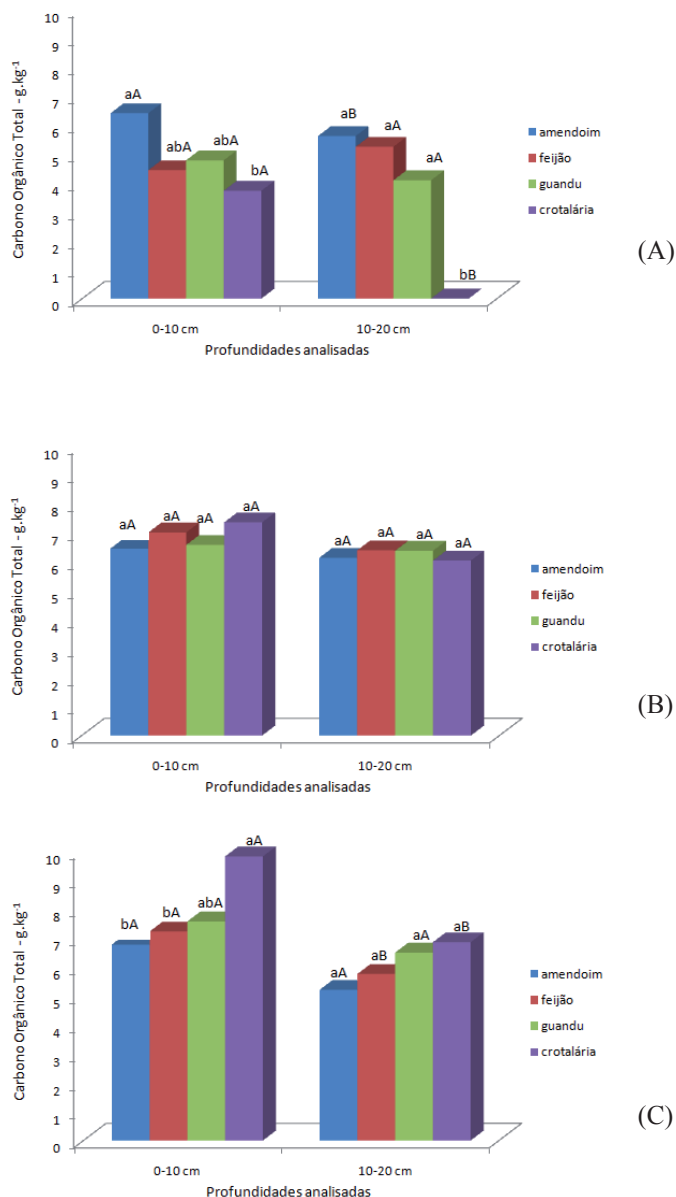 10
9
8
7
6
5
4
3
2
1
0
Carbono Orgânico Total - g.kg-1
aA
abA
abA
bA
aB
aA
aA
bB
0-10 cm
10-20 cm
Profundidades analisadas
amendoim
feijão
guandu
crotalária
(A)
10
9
8
7
6
5
4
3
2
1
0
Carbono Orgânico Total - g.kg-1
aA
aA
aA
aA
aA
aA
aA
aA
0-10 cm
10-20 cm
Profundidades analisadas
amendoim
feijão
guandu
crotalária
(B)
10
9
8
7
6
5
4
3
2
1
0
Carbono Orgânico Total - g.kg-1
bA
bA
abA
aA
aA
aB
aA
aB
0-10 cm
10-20 cm
Profundidades analisadas
amendoim
feijão
guandu
crotalária
(C)